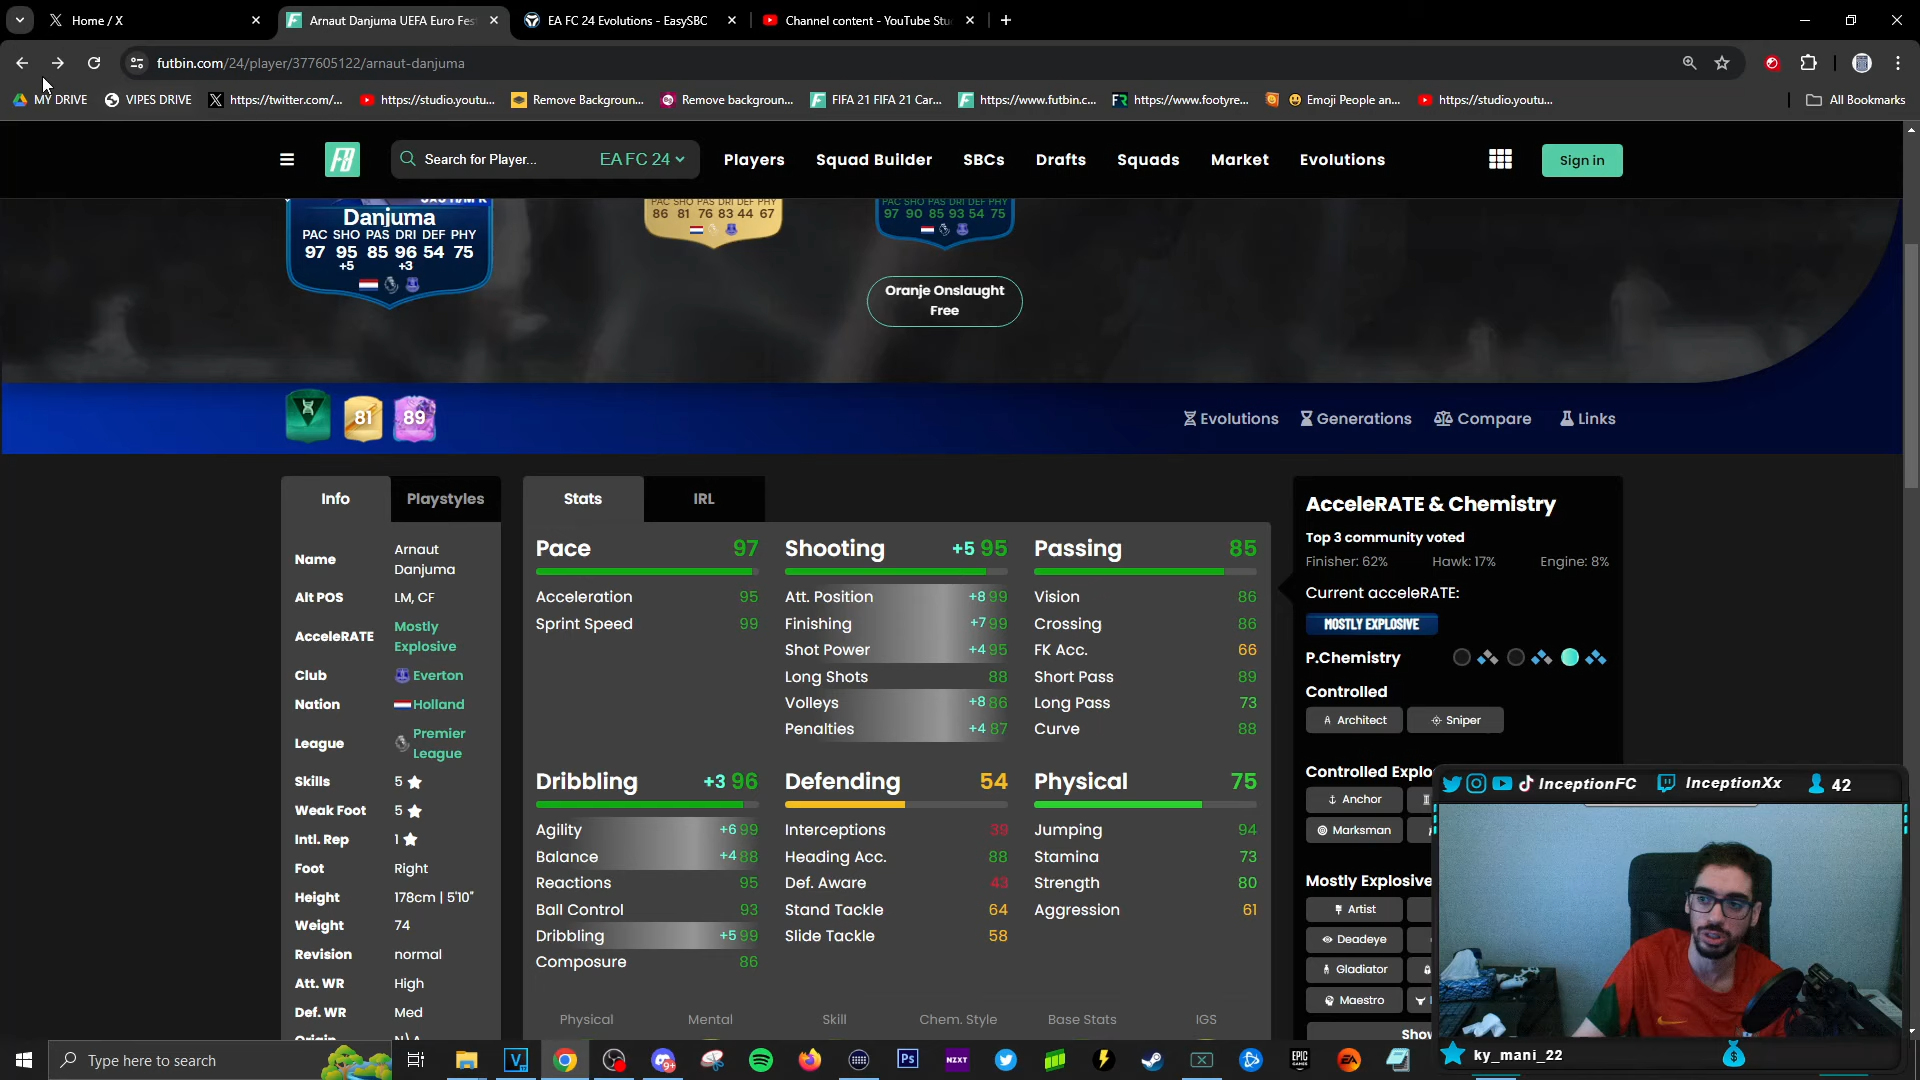 Home / X
Arnaut Danjuma UEFA Euro Fes
EA FC 24 Evolutions - EasySBC
Channel content - YouTube Stu
futbin.com/24/player/377605122/arnaut-danjuma
MY DRIVE
VIPES DRIVE
https://twitter.com/...
https://studio.youtu...
Remove Backgroun...
Remove backgroun...
FIFA 21 FIFA 21 Car...
https://www.futbin.c...
https://www.footyre...
Emoji People an...
https://studio.youtu...
All Bookmarks
Search for Player...
EA FC 24
Players
Squad Builder
SBCs
Drafts
Squads
Market
Evolutions
Sign in
Danjuma
PAC SHO PAS DRI DEF PHY
97 95 85 96 54 75
+5 +3
PAC SHO PAS DRI DEF PHY
86 81 76 83 44 67
PAC SHO PAS DRI DEF PHY
97 90 85 93 54 75
Oranje Onslaught
Free
81
89
Evolutions
Generations
Compare
Links
Info
Playstyles
Name Arnaut Danjuma
Alt POS LM, CF
AcceleRATE Mostly Explosive
Club Everton
Nation Holland
League Premier League
Skills 5
Weak Foot 5
Intl. Rep 1
Foot Right
Height 178cm | 5'10"
Weight 74
Revision normal
Att. WR High
Def. WR Med
Origin N\A
Stats
IRL
Pace 97
Acceleration 95
Sprint Speed 99
Shooting +5 95
Att. Position +8 99
Finishing +7 99
Shot Power +4 95
Long Shots 88
Volleys +8 86
Penalties +4 87
Passing 85
Vision 86
Crossing 86
FK Acc. 66
Short Pass 89
Long Pass 73
Curve 88
Dribbling +3 96
Agility +6 99
Balance +4 88
Reactions 95
Ball Control 93
Dribbling +5 99
Composure 86
Defending 54
Interceptions 39
Heading Acc. 88
Def. Aware 43
Stand Tackle 64
Slide Tackle 58
Physical 75
Jumping 94
Stamina 73
Strength 80
Aggression 61
Physical
Mental
Skill
Chem. Style
Base Stats
IGS
AcceleRATE & Chemistry
Top 3 community voted
Finisher: 62%
Hawk: 17%
Engine: 8%
Current acceleRATE:
MOSTLY EXPLOSIVE
P.Chemistry
Controlled
Architect
Sniper
Controlled Explo
Anchor
Marksman
Mostly Explosive
Artist
Deadeye
Gladiator
Maestro
Show
InceptionFC
InceptionXx
42
ky_mani_22
Type here to search
9+
Ps
NZXT
EPIC GAMES
EA